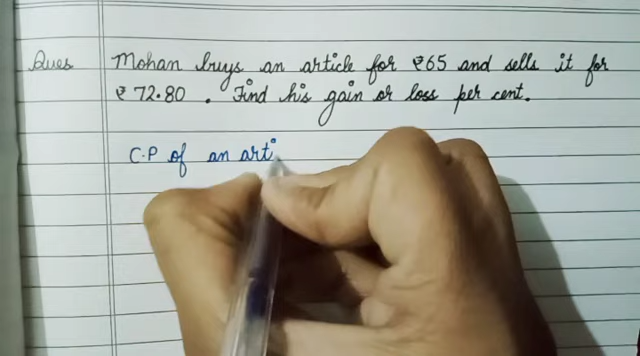 Ques Mohan buys an article for ₹65 and sells it for
₹ 72.80 . Find his gain or loss per cent.
C.P of an arti